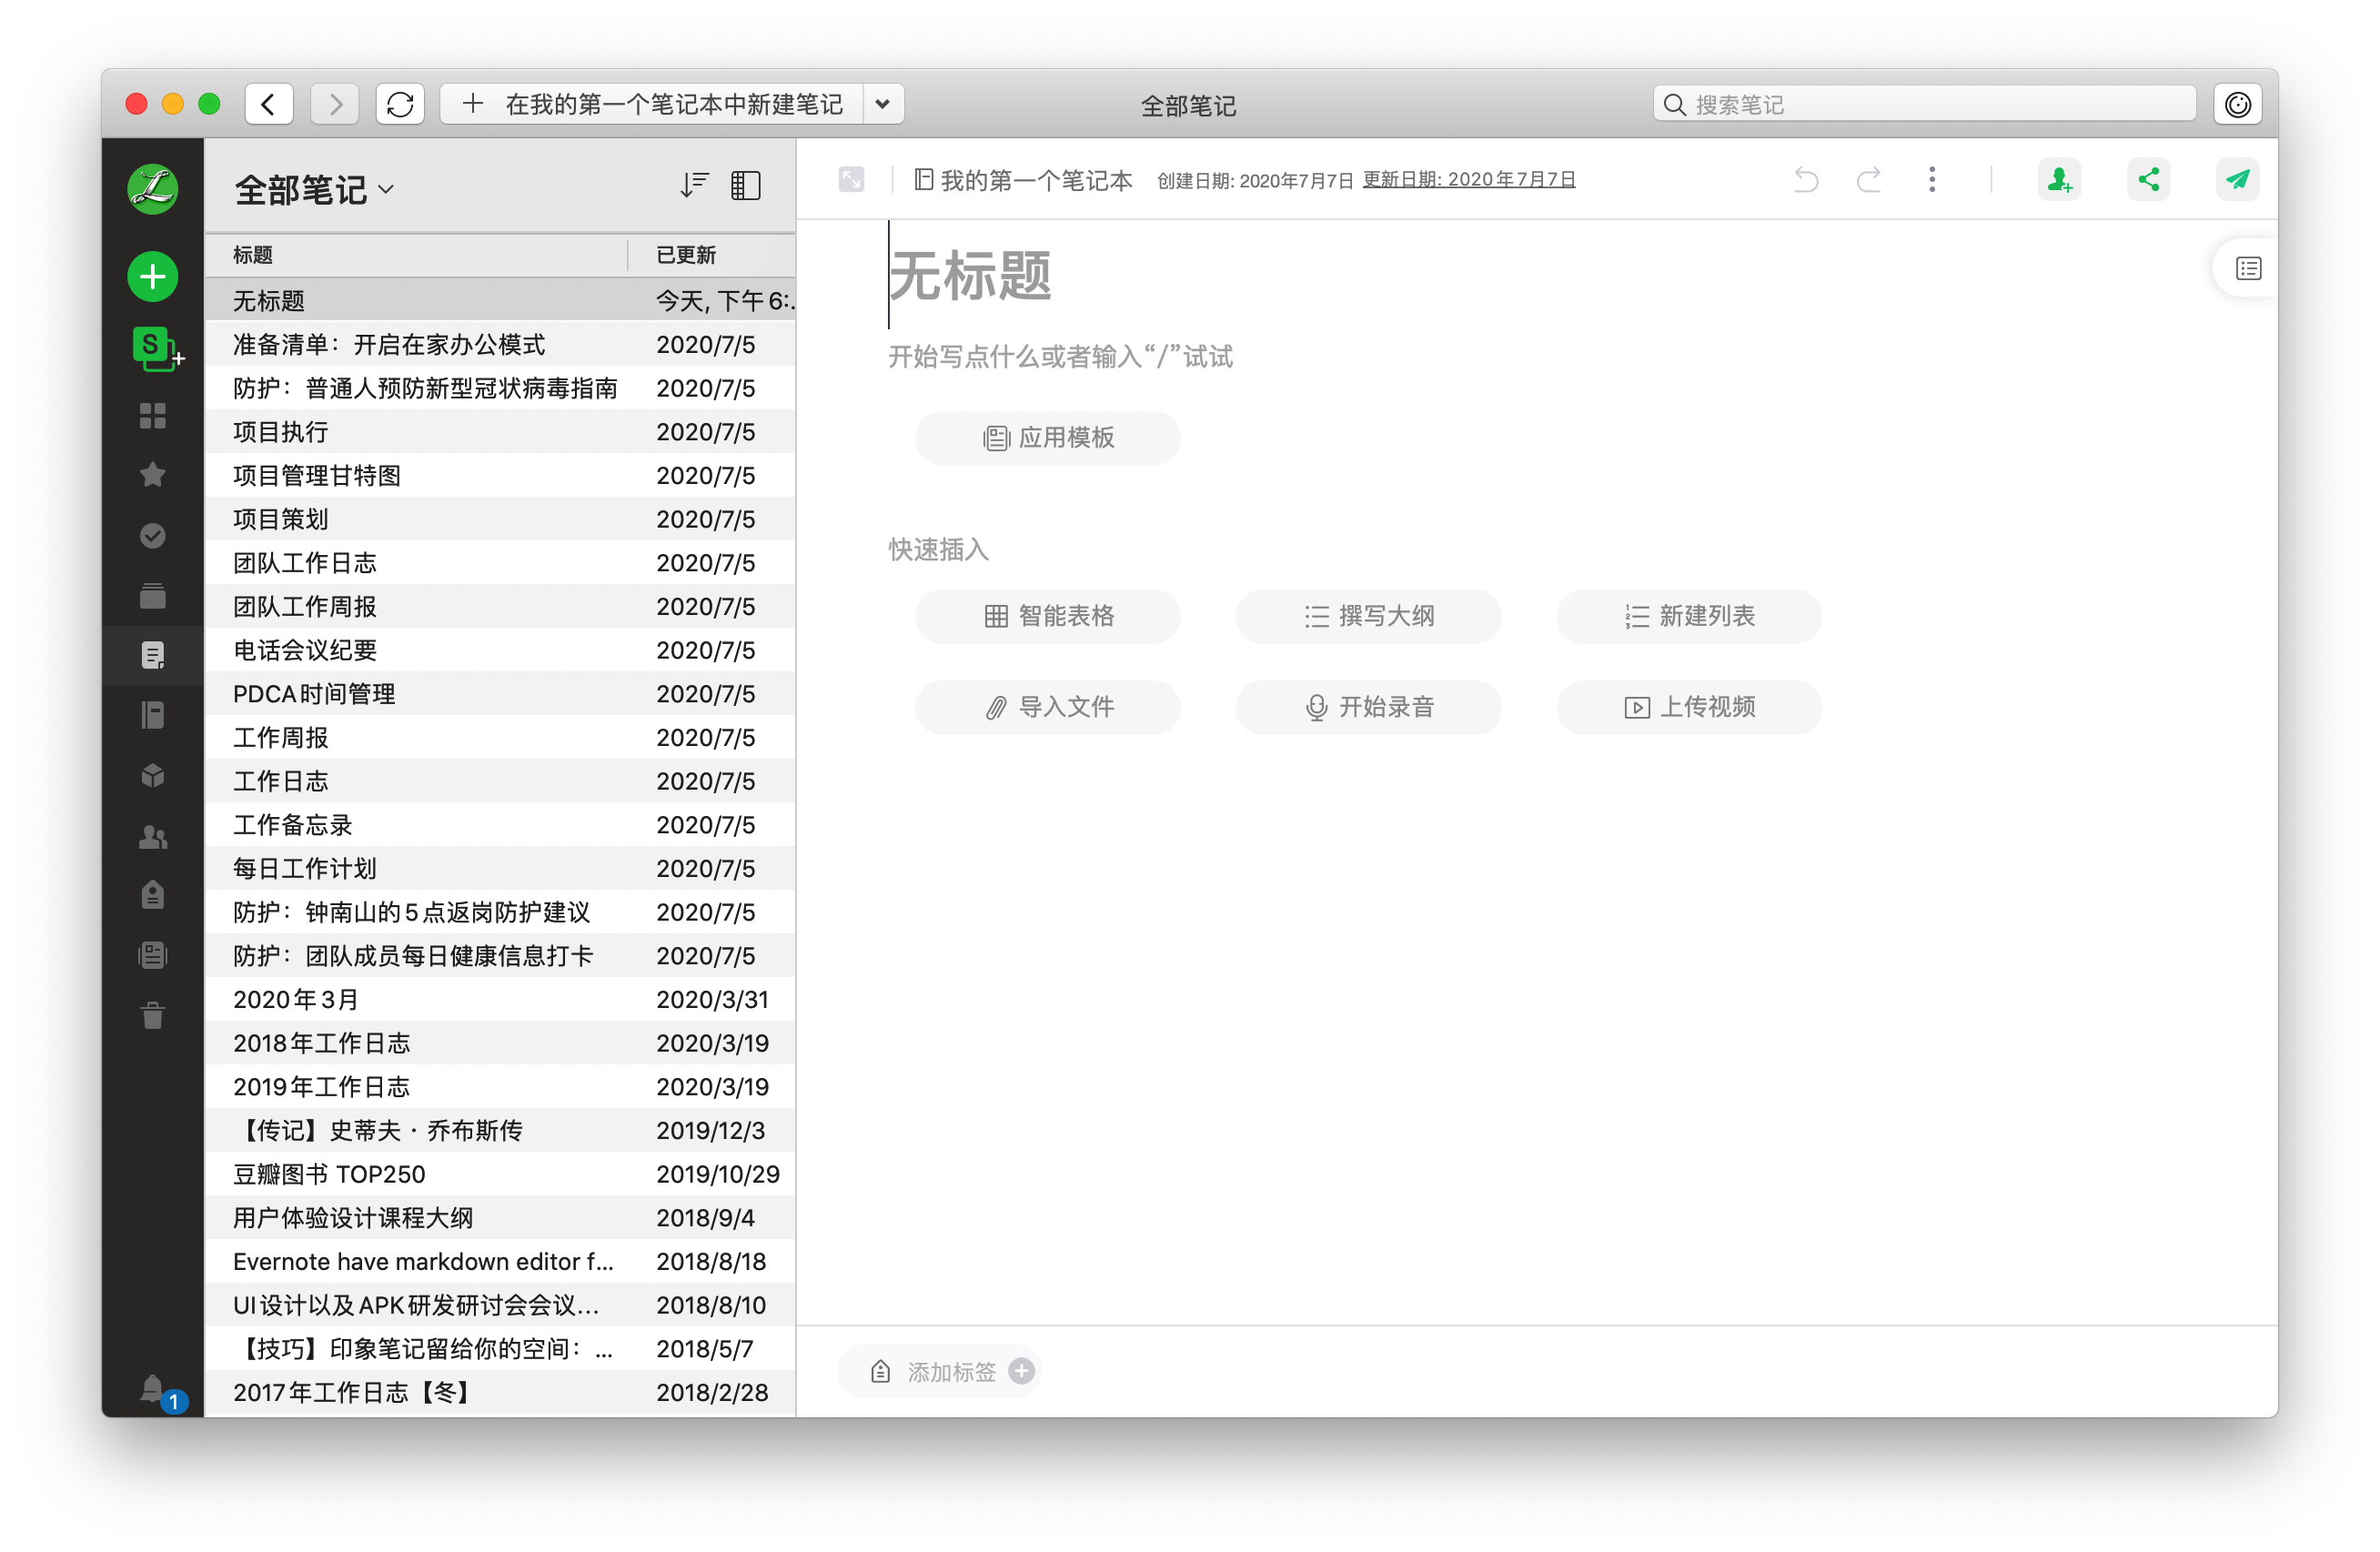 在我的第一个笔记本中新建笔记
全部笔记
搜索笔记
全部笔记
标题 已更新
无标题 今天, 下午 6:..
准备清单：开启在家办公模式 2020/7/5
防护：普通人预防新型冠状病毒指南 2020/7/5
项目执行 2020/7/5
项目管理甘特图 2020/7/5
项目策划 2020/7/5
团队工作日志 2020/7/5
团队工作周报 2020/7/5
电话会议纪要 2020/7/5
PDCA时间管理 2020/7/5
工作周报 2020/7/5
工作日志 2020/7/5
工作备忘录 2020/7/5
每日工作计划 2020/7/5
防护：钟南山的5点返岗防护建议 2020/7/5
防护：团队成员每日健康信息打卡 2020/7/5
2020年3月 2020/3/31
2018年工作日志 2020/3/19
2019年工作日志 2020/3/19
【传记】史蒂夫·乔布斯传 2019/12/3
豆瓣图书 TOP250 2019/10/29
用户体验设计课程大纲 2018/9/4
Evernote have markdown editor f... 2018/8/18
UI设计以及APK研发研讨会会议... 2018/8/10
【技巧】印象笔记留给你的空间：... 2018/5/7
2017年工作日志【冬】 2018/2/28
S
1
我的第一个笔记本 创建日期: 2020年7月7日 更新日期: 2020年7月7日
无标题
开始写点什么或者输入“/”试试
应用模板
快速插入
智能表格 撰写大纲 新建列表
导入文件 开始录音 上传视频
添加标签